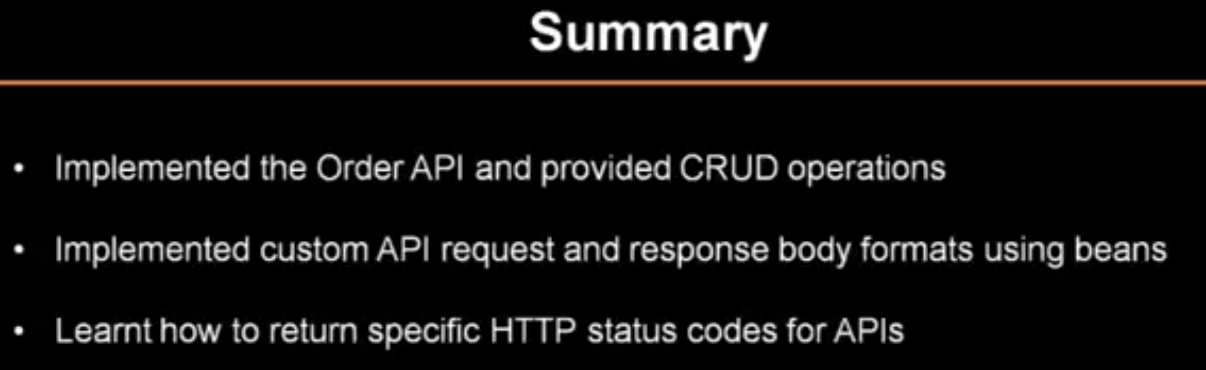 Summary
• Implemented the Order API and provided CRUD operations
• Implemented custom API request and response body formats using beans
• Learnt how to return specific HTTP status codes for APIs